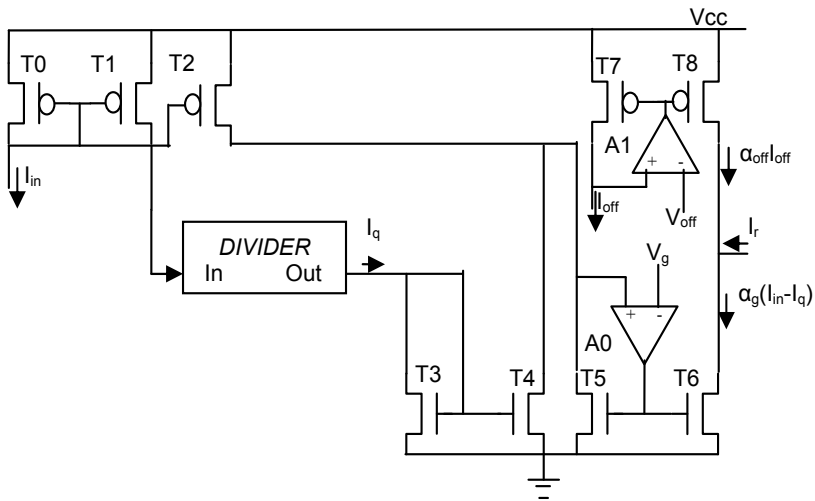 Vcc
T0 T1 T2 T7 T8
A1
+ -
α_off I_off
I_in
I_off
V_off
I_r
DIVIDER
In Out
I_q
V_g
α_g(I_in-I_q)
+ -
A0
T3 T4 T5 T6